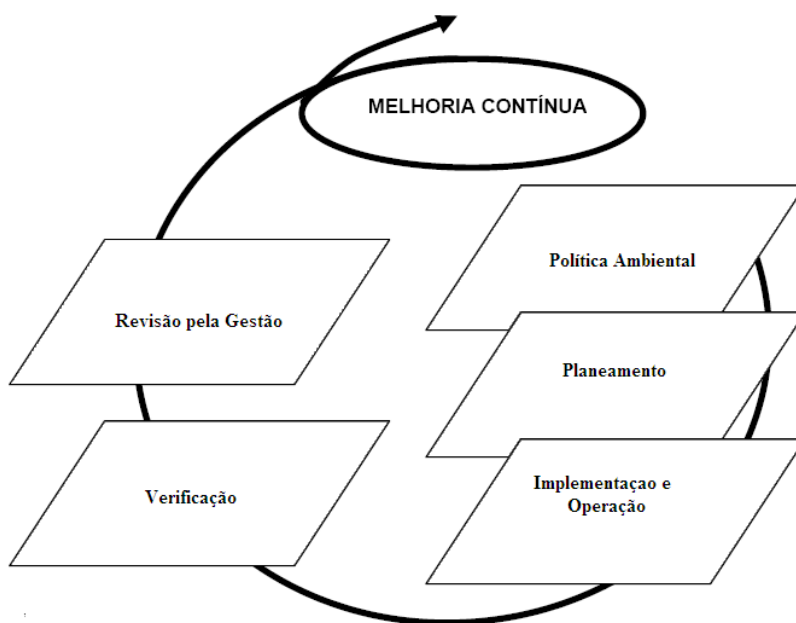 MELHORIA CONTÍNUA
Política Ambiental
Planeamento
Implementaçao e
Operação
Verificação
Revisão pela Gestão